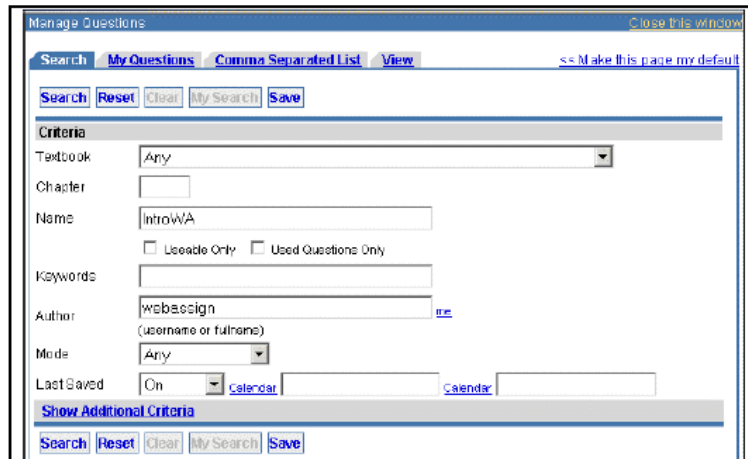 Manage Questions Close this window
Search My Questions Comma Separated List View << Make this page my default
Search Reset Clear My Search Save
Criteria
Textbook Any
Chapter
Name IntroWA
Useable Only Used Questions Only
Keywords
Author webassign me
(username or fullname)
Mode Any
Last Saved On Calendar Calendar
Show Additional Criteria
Search Reset Clear My Search Save